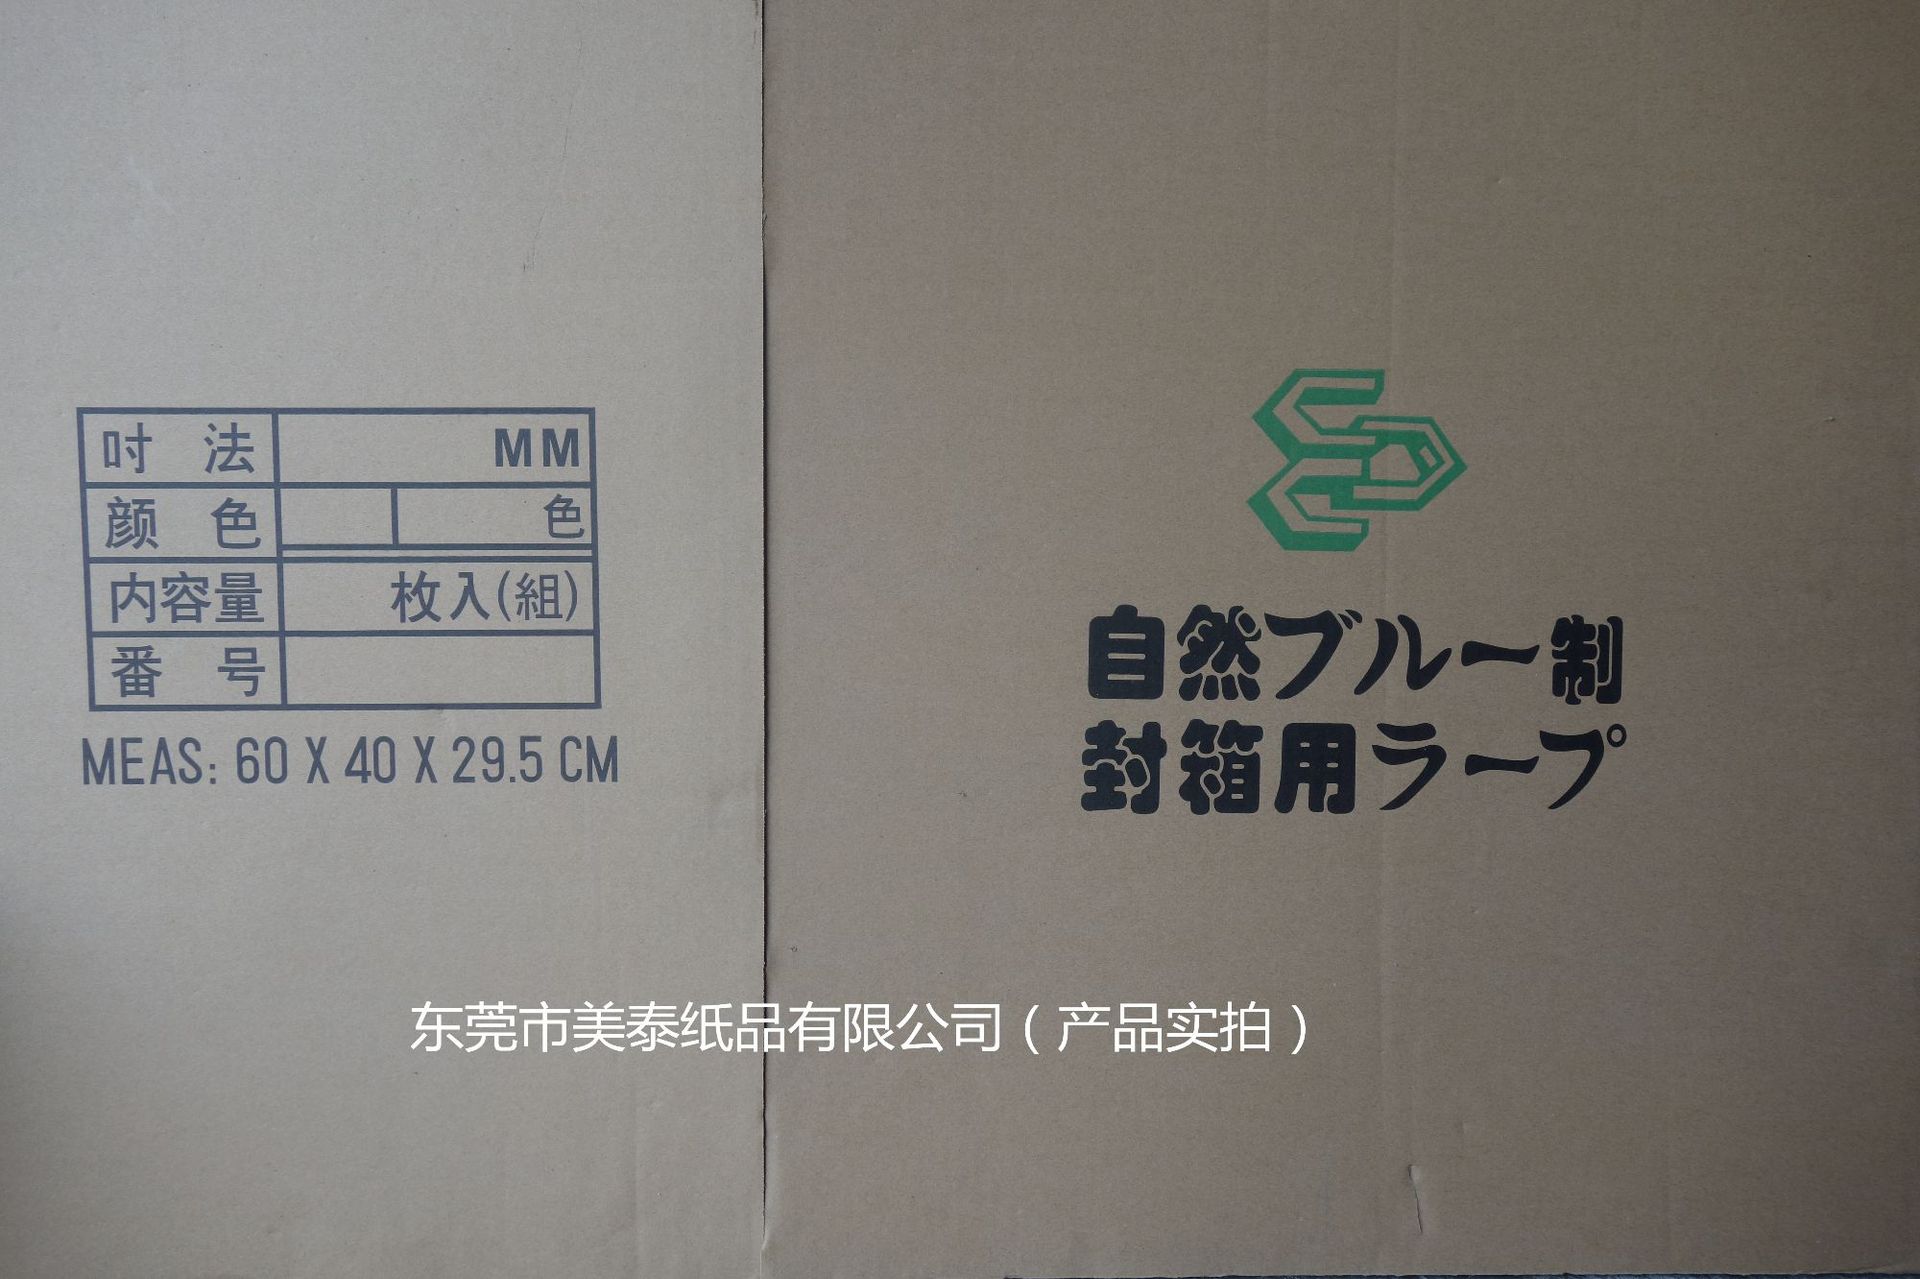 吋 法 MM
颜 色 色
内容量 枚入(組)
番 号
MEAS: 60 X 40 X 29.5 CM
自然ブルー制
封箱用ラープ
东莞市美泰纸品有限公司（产品实拍）